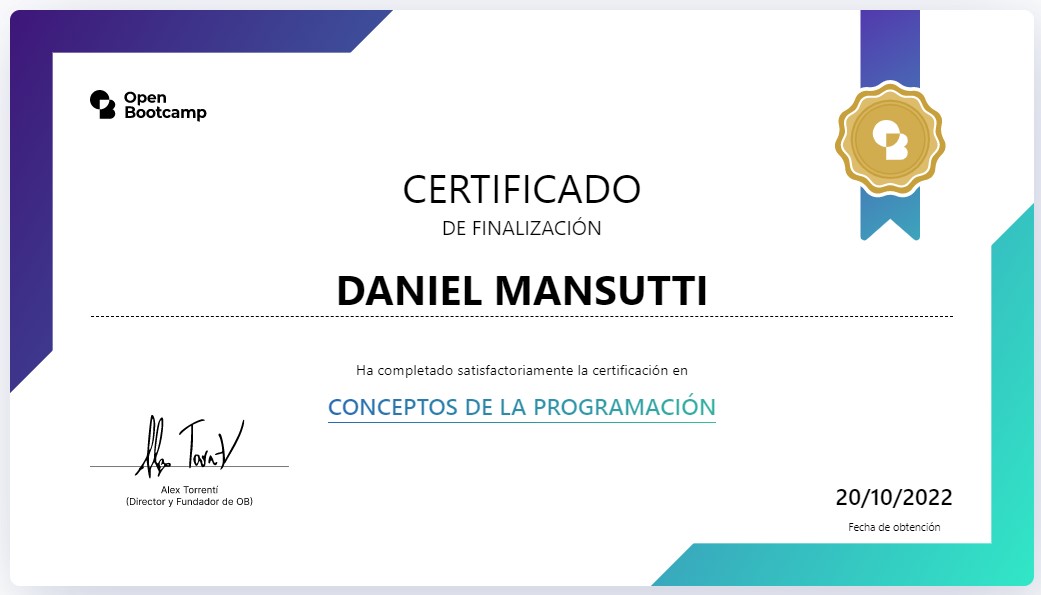 Open
Bootcamp
CERTIFICADO
DE FINALIZACIÓN
DANIEL MANSUTTI
Ha completado satisfactoriamente la certificación en
CONCEPTOS DE LA PROGRAMACIÓN
Alex Torrentí
(Director y Fundador de OB)
20/10/2022
Fecha de obtención